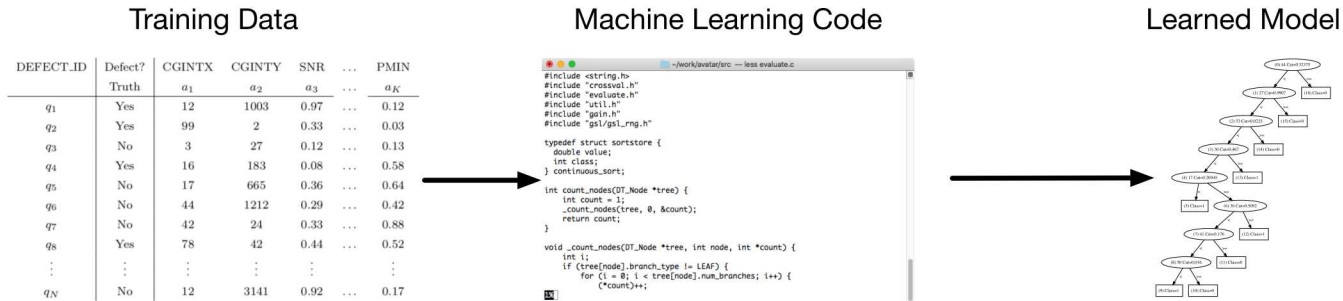 Training Data
Machine Learning Code
Learned Model
DEFECT_ID Defect? CGINTX CGINTY SNR ... PMIN
Truth a1 a2 a3 ... aK
q1 Yes 12 1003 0.97 ... 0.12
q2 Yes 99 2 0.33 ... 0.03
q3 No 3 27 0.12 ... 0.13
q4 Yes 16 183 0.08 ... 0.58
q5 No 17 665 0.36 ... 0.64
q6 No 44 1212 0.29 ... 0.42
q7 No 42 24 0.33 ... 0.88
q8 Yes 78 42 0.44 ... 0.52
qN No 12 3141 0.92 ... 0.17
~/work/avatar/src — less evaluate.c
#include <string.h>
#include "crossval.h"
#include "evaluate.h"
#include "util.h"
#include "gain.h"
#include "gsl/gsl_rng.h"
typedef struct sortstore {
double value;
int class;
} continuous_sort;
int count_nodes(DT_Node *tree) {
int count = 1;
_count_nodes(tree, 0, &count);
return count;
}
void _count_nodes(DT_Node *tree, int node, int *count) {
int i;
if (tree[node].branch_type != LEAF) {
for (i = 0; i < tree[node].num_branches; i++) {
(*count)++;